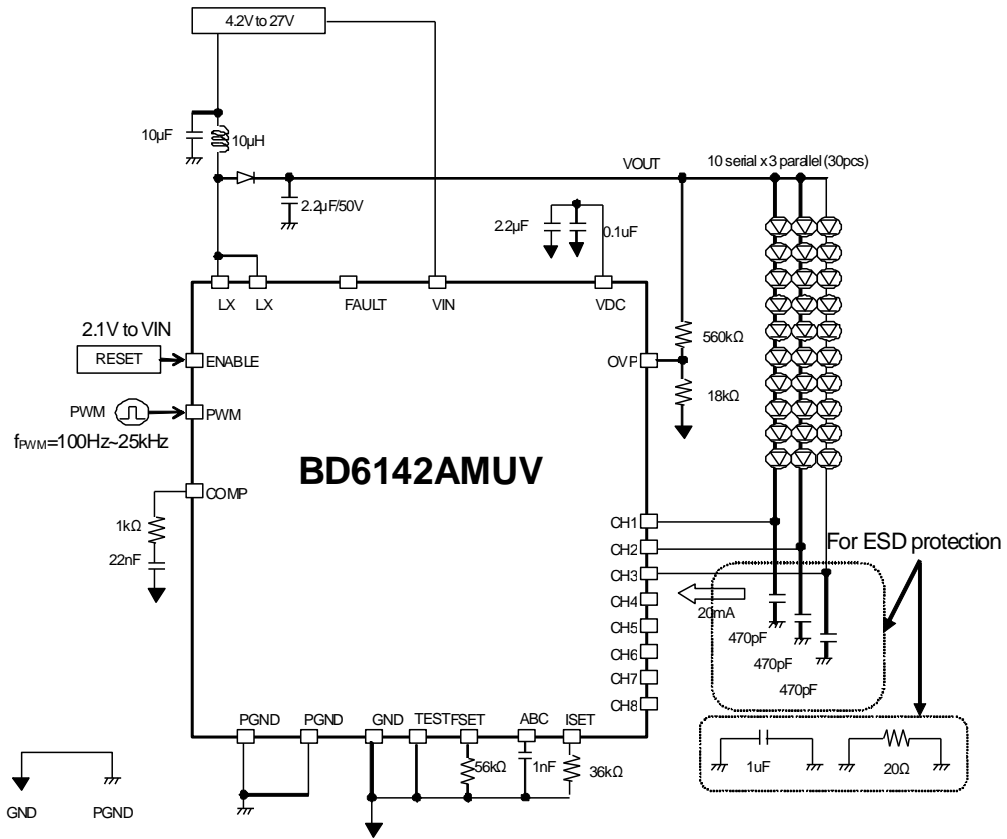 4.2V to 27V
10µF
10µH
VOUT
10 serial x 3 parallel (30pcs)
2.2µF/50V
2.2µF
0.1uF
LX
LX
FAULT
VIN
VDC
2.1V to VIN
RESET
ENABLE
OVP
560kΩ
18kΩ
PWM
PWM
fPWM=100Hz~25kHz
BD6142AMUV
COMP
1kΩ
22nF
CH1
CH2
CH3
CH4
CH5
CH6
CH7
CH8
For ESD protection
20mA
470pF
470pF
470pF
PGND
PGND
GND
TEST
FSET
ABC
ISET
56kΩ
1nF
36kΩ
1uF
20Ω
GND
PGND